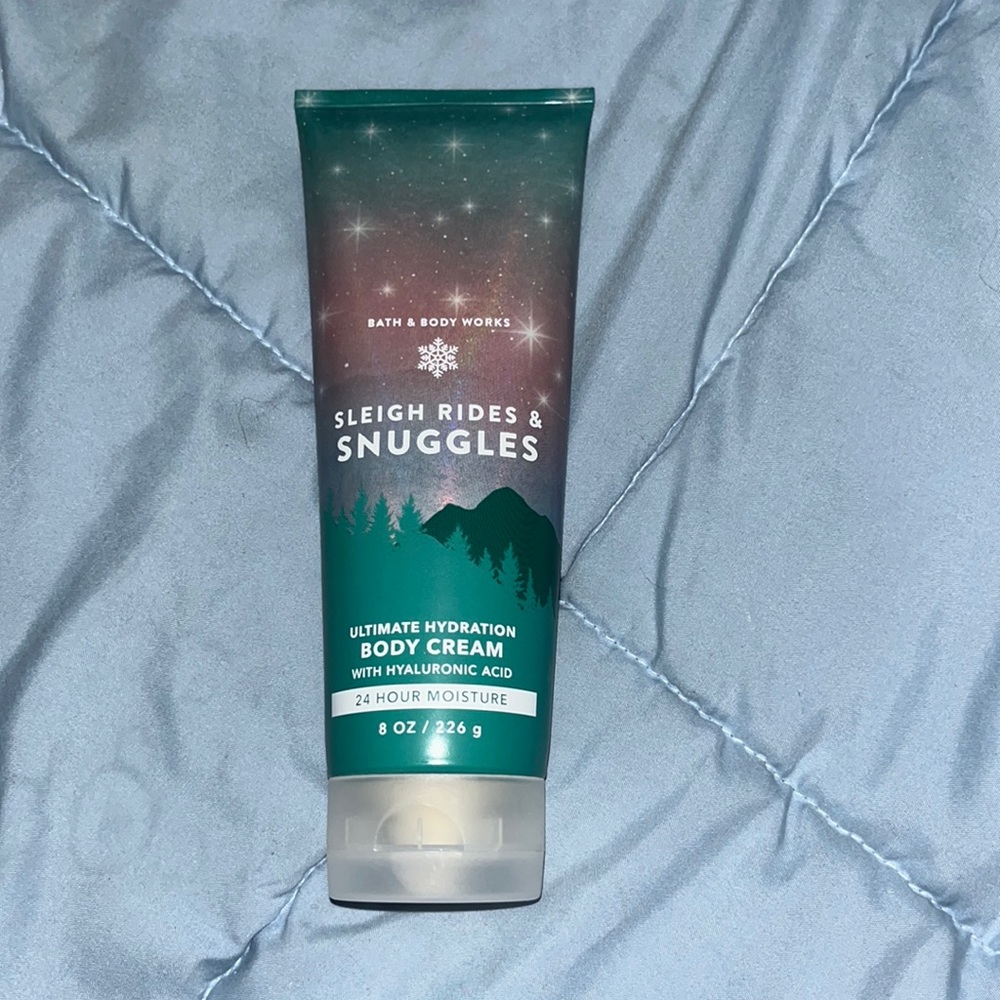 BATH & BODY WORKS
SLEIGH RIDES &
SNUGGLES
ULTIMATE HYDRATION
BODY CREAM
WITH HYALURONIC ACID
24 HOUR MOISTURE
8 OZ / 226 g